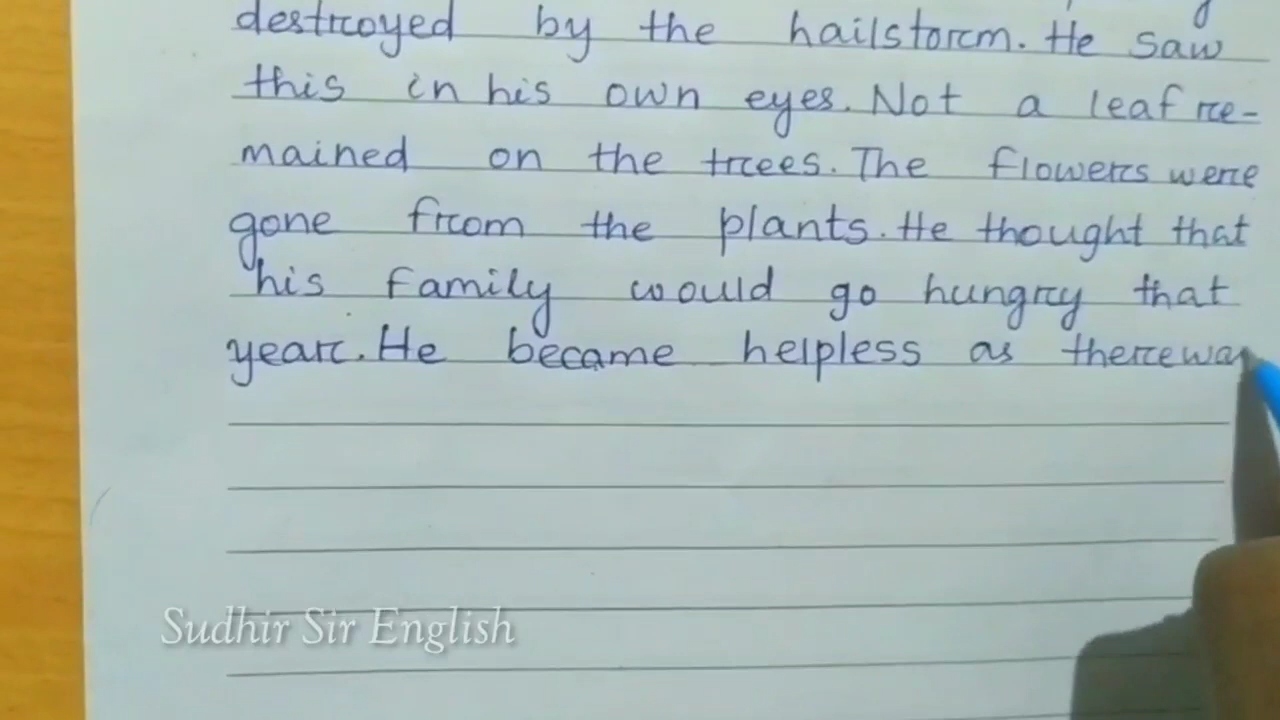 destroyed by the hailstorm. He saw
this in his own eyes. Not a leaf re-
mained on the trees. The flowers were
gone from the plants. He thought that
his family would go hungry that
year. He became helpless as there wa
Sudhir Sir English